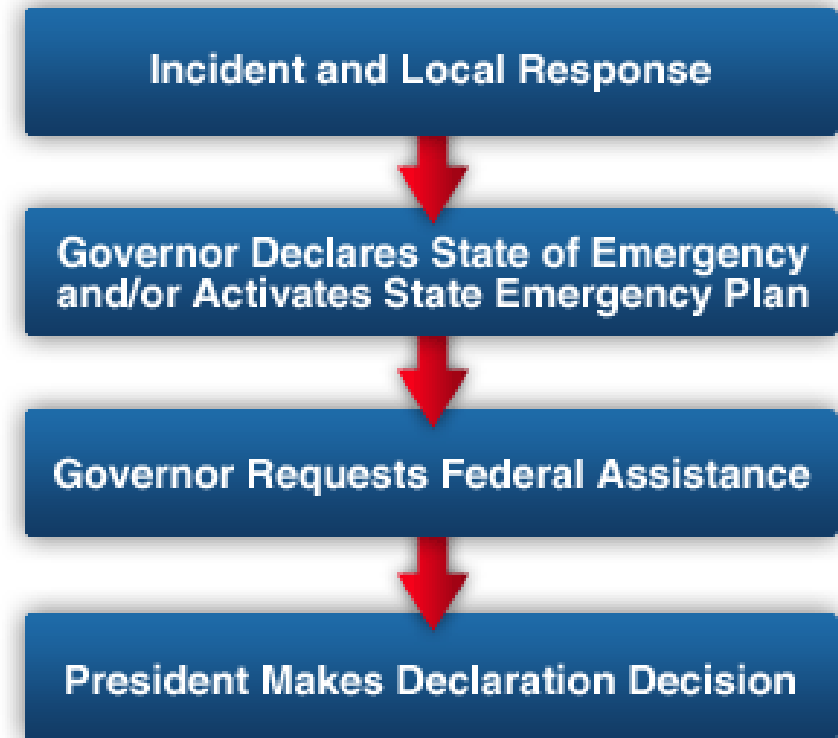 Incident and Local Response
Governor Declares State of Emergency
and/or Activates State Emergency Plan
Governor Requests Federal Assistance
President Makes Declaration Decision